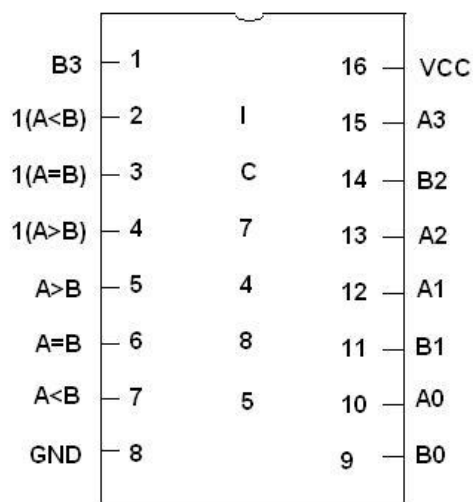 B3 1 16 VCC
1(A<B) 2 I 15 A3
1(A=B) 3 C 14 B2
1(A>B) 4 7 13 A2
A>B 5 4 12 A1
A=B 6 8 11 B1
A<B 7 5 10 A0
GND 8 9 B0